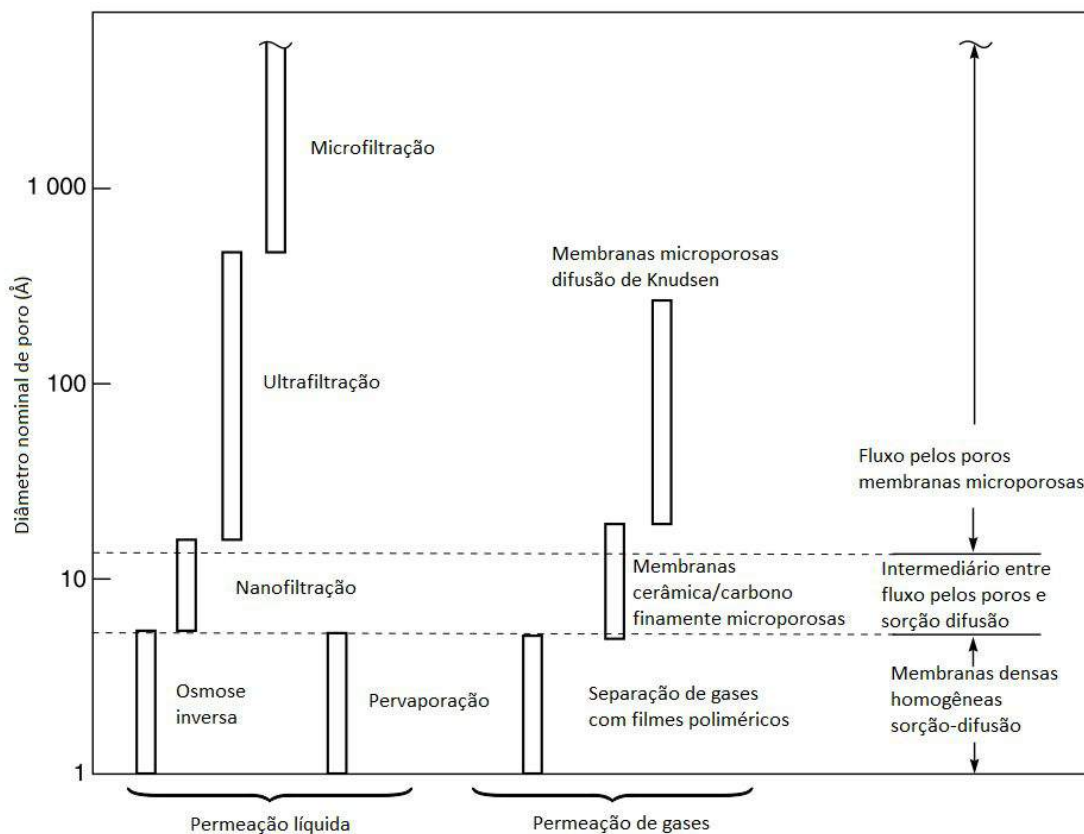 Diâmetro nominal de poro (Å)
1 000
100
10
1
Microfiltração
Ultrafiltração
Nanofiltração
Osmose
inversa
Pervaporação
Membranas microporosas
difusão de Knudsen
Membranas
cerâmica/carbono
finamente microporosas
Separação de gases
com filmes poliméricos
Fluxo pelos poros
membranas microporosas
Intermediário entre
fluxo pelos poros e
sorção difusão
Membranas densas
homogêneas
sorção-difusão
Permeação líquida
Permeação de gases